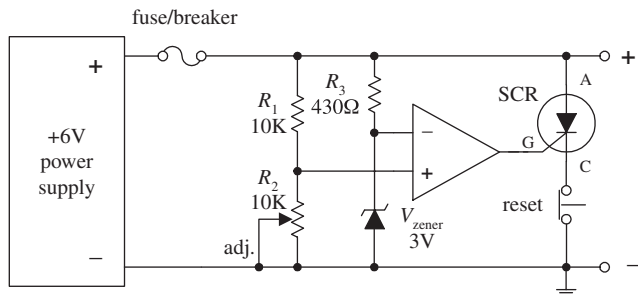 fuse/breaker
+
+6V
power
supply
−
R1
10K
R2
10K
adj.
R3
430Ω
−
+
Vzener
3V
SCR
A
G
C
reset
+
−